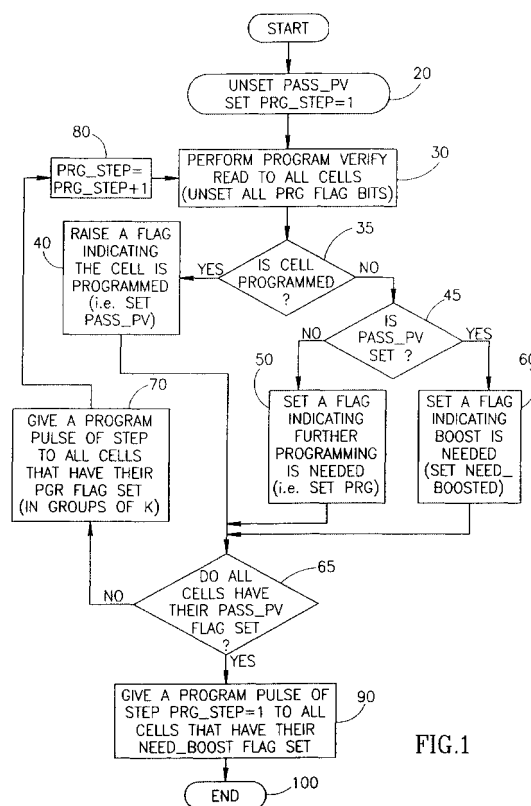 START
UNSET PASS_PV
SET PRG_STEP=1
20
80
PRG_STEP=
PRG_STEP+1
PERFORM PROGRAM VERIFY
READ TO ALL CELLS
(UNSET ALL PRG FLAG BITS)
30
40
RAISE A FLAG
INDICATING
THE CELL IS
PROGRAMMED
(i.e. SET
PASS_PV)
YES
IS CELL
PROGRAMMED
?
35
NO
45
IS
PASS_PV
SET ?
NO
YES
50
SET A FLAG
INDICATING
FURTHER
PROGRAMMING
IS NEEDED
(i.e. SET PRG)
60
SET A FLAG
INDICATING
BOOST IS
NEEDED
(SET NEED_
BOOSTED)
70
GIVE A PROGRAM
PULSE OF STEP
TO ALL CELLS
THAT HAVE THEIR
PGR FLAG SET
(IN GROUPS OF K)
NO
DO ALL
CELLS HAVE
THEIR PASS_PV
FLAG SET
?
65
YES
GIVE A PROGRAM PULSE OF
STEP PRG_STEP=1 TO ALL
CELLS THAT HAVE THEIR
NEED_BOOST FLAG SET
90
END
100
FIG.1